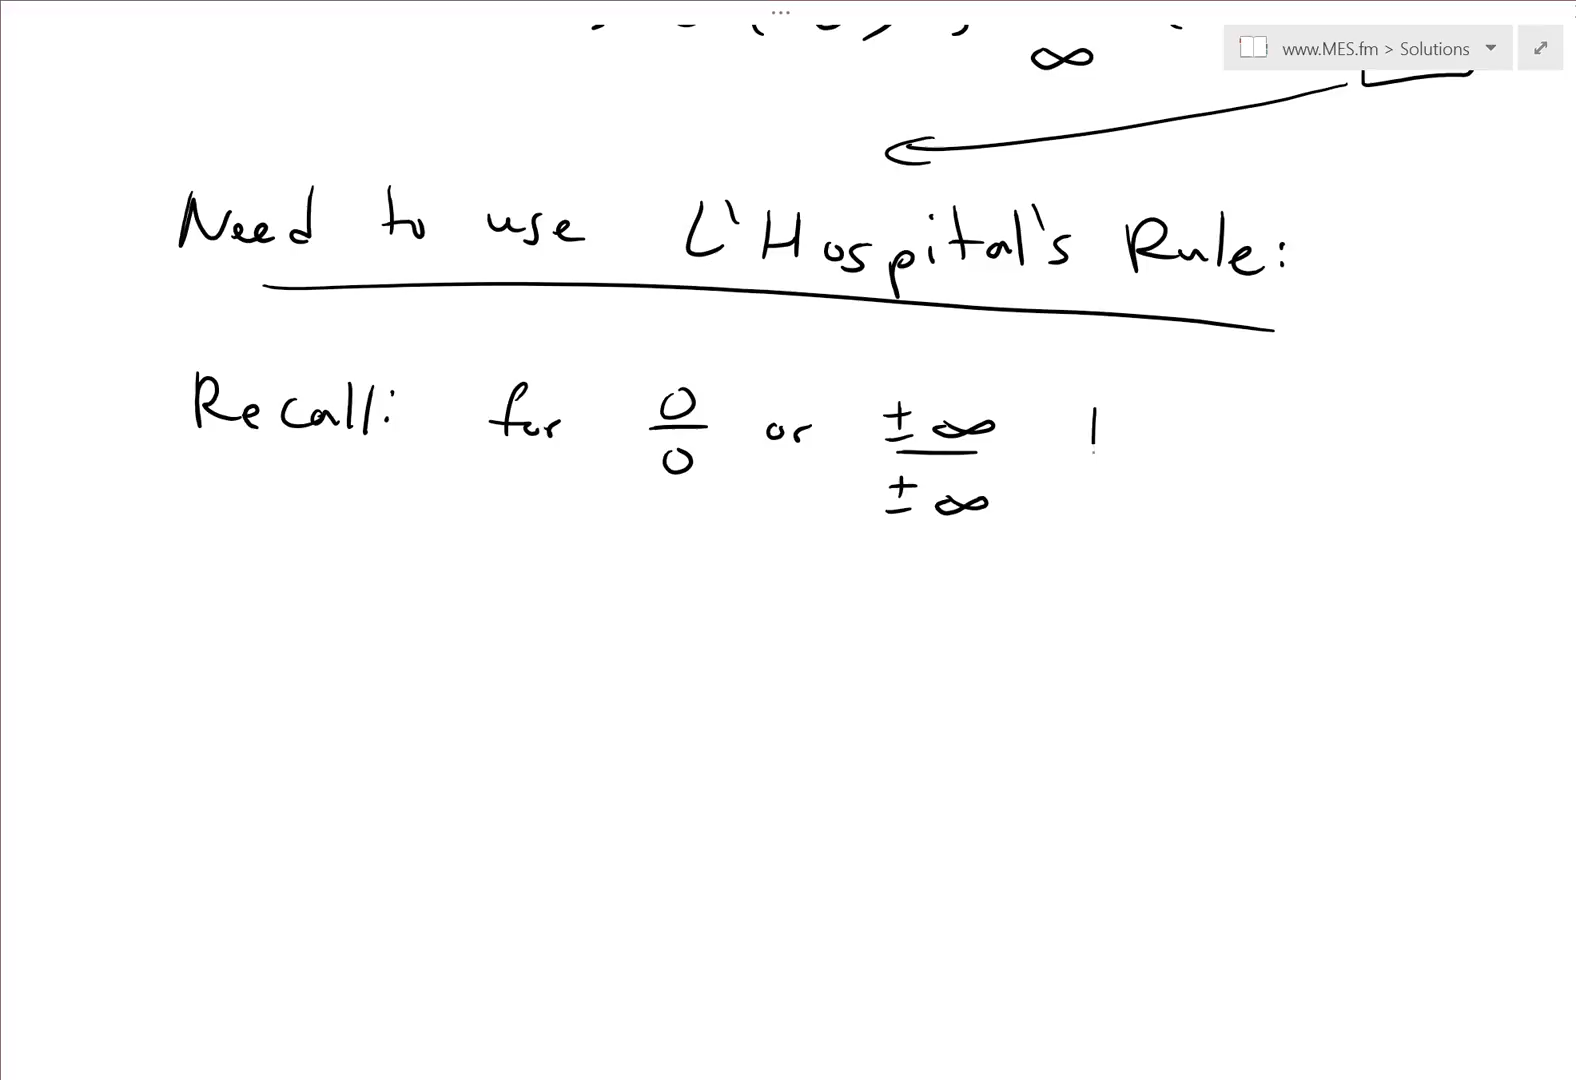 ∞
www.MES.fm > Solutions
Need to use L'Hospital's Rule:
Recall: for 0/0 or ±∞/±∞